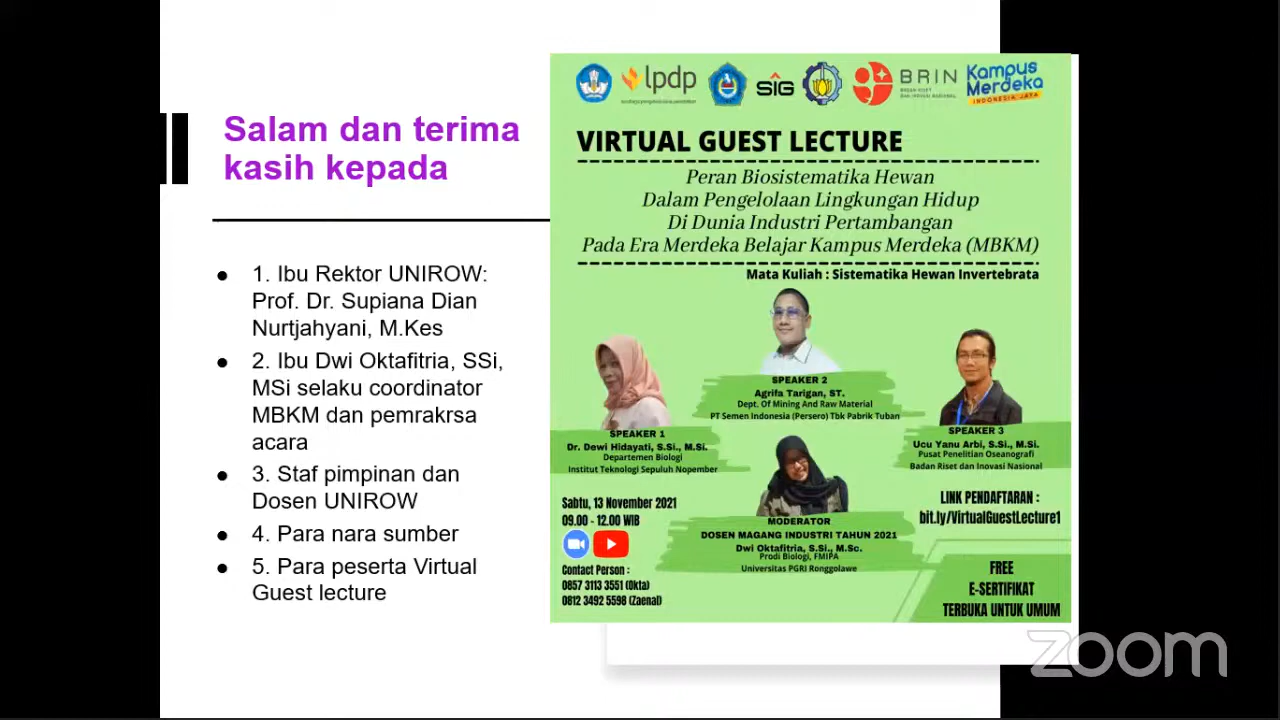 Salam dan terima
kasih kepada
● 1. Ibu Rektor UNIROW:
Prof. Dr. Supiana Dian
Nurtjahyani, M.Kes
● 2. Ibu Dwi Oktafitria, SSi,
MSi selaku coordinator
MBKM dan pemrakrsa
acara
● 3. Staf pimpinan dan
Dosen UNIROW
● 4. Para nara sumber
● 5. Para peserta Virtual
Guest lecture
lpdp
SIG
BRIN
BADAN RISET
DAN INOVASI NASIONAL
Kampus
Merdeka
INDONESIA JAYA
VIRTUAL GUEST LECTURE
Peran Biosistematika Hewan
Dalam Pengelolaan Lingkungan Hidup
Di Dunia Industri Pertambangan
Pada Era Merdeka Belajar Kampus Merdeka (MBKM)
Mata Kuliah : Sistematika Hewan Invertebrata
SPEAKER 2
Agrifa Tarigan, ST.
Dept. Of Mining And Raw Material
PT Semen Indonesia (Persero) Tbk Pabrik Tuban
SPEAKER 1
Dr. Dewi Hidayati, S.Si., M.Si.
Departemen Biologi
Institut Teknologi Sepuluh Nopember
SPEAKER 3
Ucu Yanu Arbi, S.Si., M.Si.
Pusat Penelitian Oseanografi
Badan Riset dan Inovasi Nasional
MODERATOR
DOSEN MAGANG INDUSTRI TAHUN 2021
Dwi Oktafitria, S.Si., M.Sc.
Prodi Biologi, FMIPA
Universitas PGRI Ronggolawe
Sabtu, 13 November 2021
09.00 - 12.00 WIB
Contact Person :
0857 3113 3551 (Okta)
0812 3492 5598 (Zaenal)
LINK PENDAFTARAN :
bit.ly/VirtualGuestLecture1
FREE
E-SERTIFIKAT
TERBUKA UNTUK UMUM
zoom